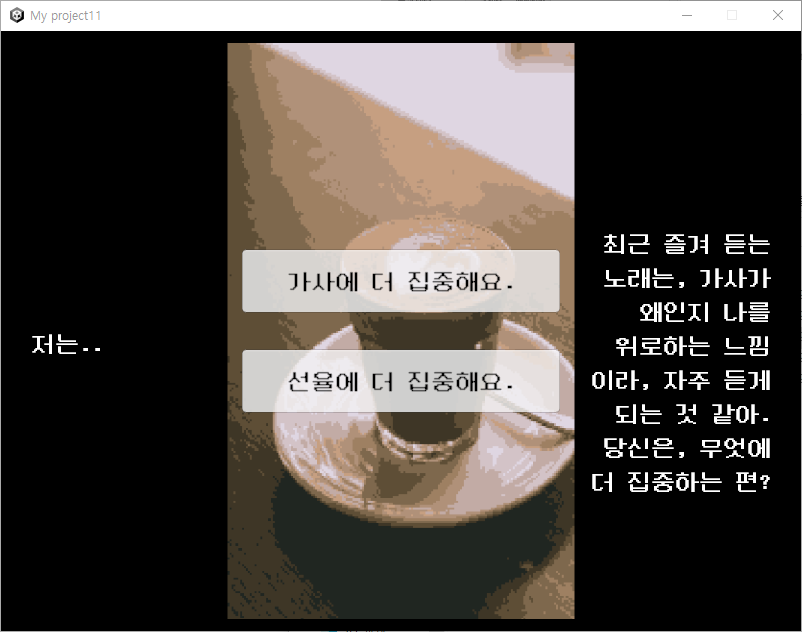 My project11
최근 즐겨 듣는
노래는, 가사가
왜인지 나를
위로하는 느낌
이라, 자주 듣게
되는 것 같아.
당신은, 무엇에
더 집중하는 편?
저는..
가사에 더 집중해요.
선율에 더 집중해요.